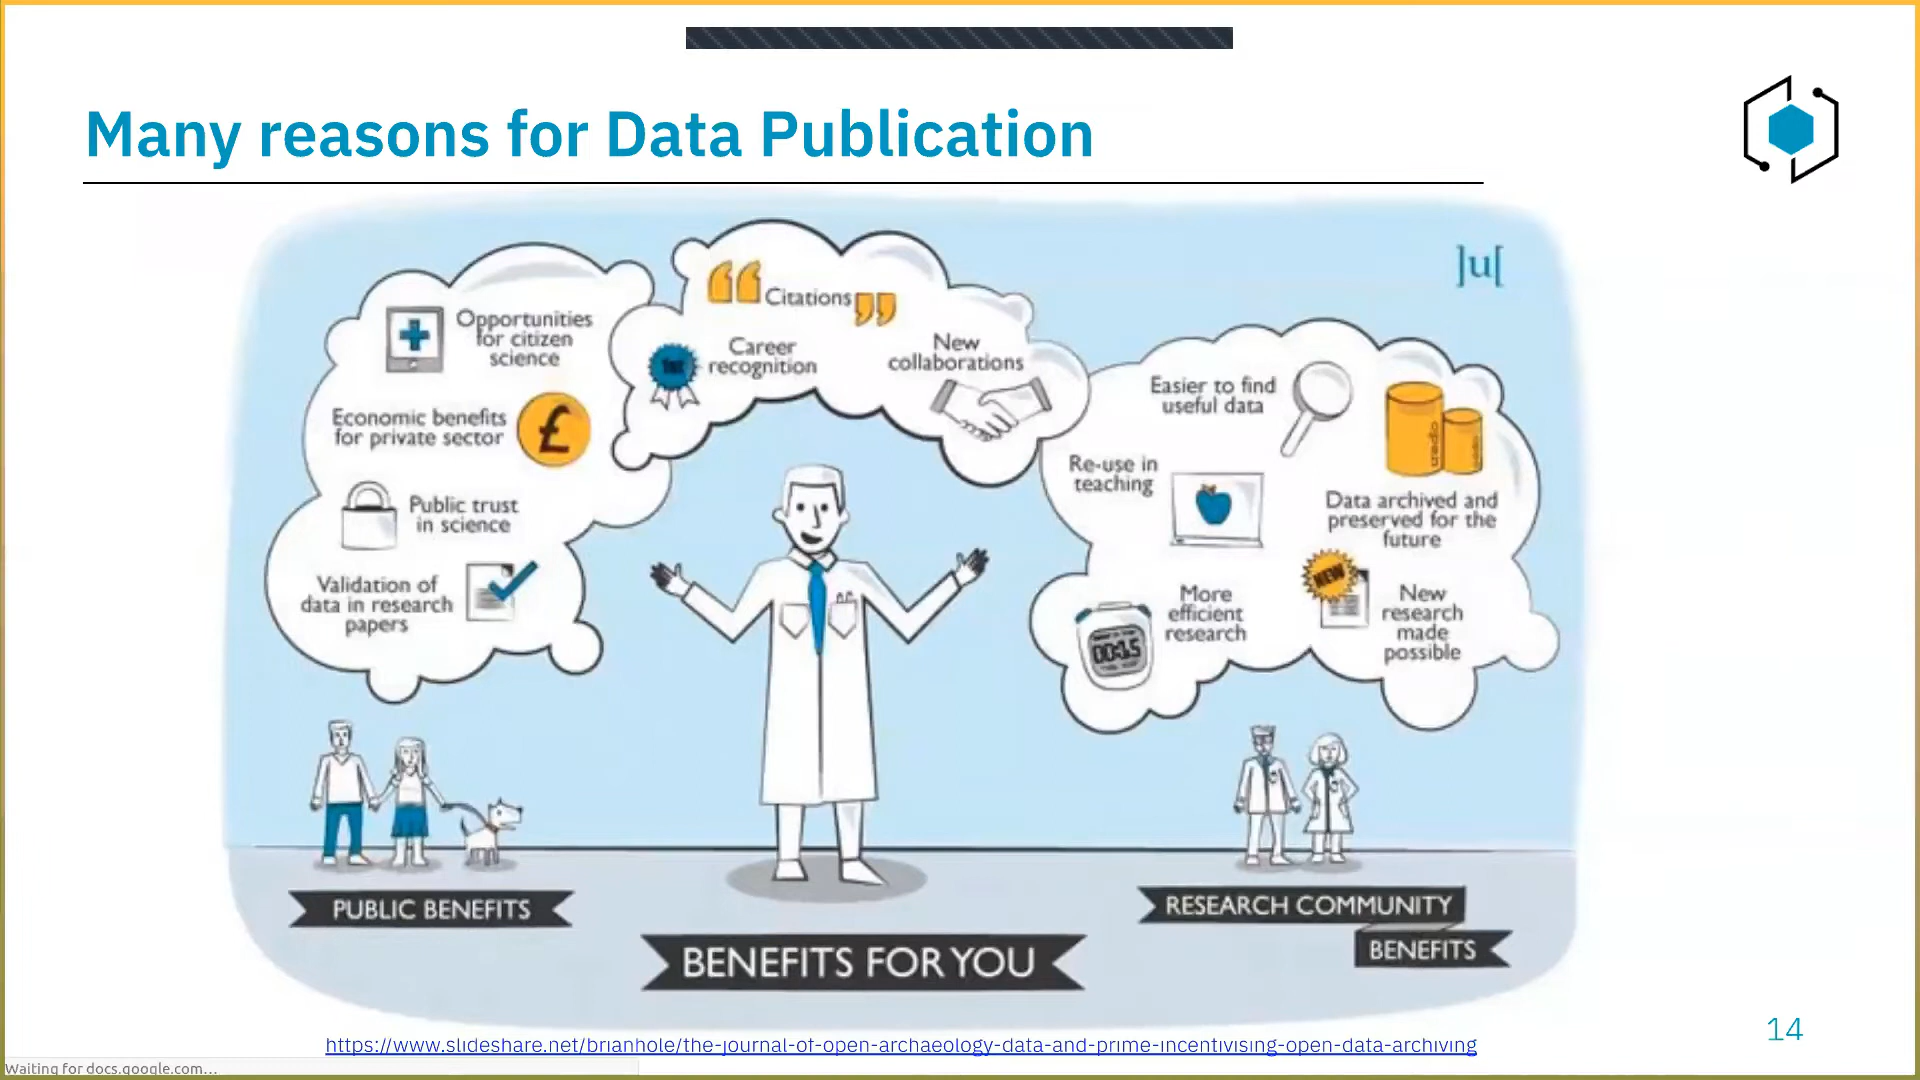 Many reasons for Data Publication
]u[
Opportunities
for citizen
science
Economic benefits
for private sector
£
Public trust
in science
Validation of
data in research
papers
“ Citations ”
1st
Career
recognition
New
collaborations
Easier to find
useful data
Re-use in
teaching
Data archived and
preserved for the
future
More
efficient
research
00:15
NEW
New
research
made
possible
PUBLIC BENEFITS
BENEFITS FOR YOU
RESEARCH COMMUNITY
BENEFITS
https://www.slideshare.net/brianhole/the-journal-of-open-archaeology-data-and-prime-incentivising-open-data-archiving
14
Waiting for docs.google.com...